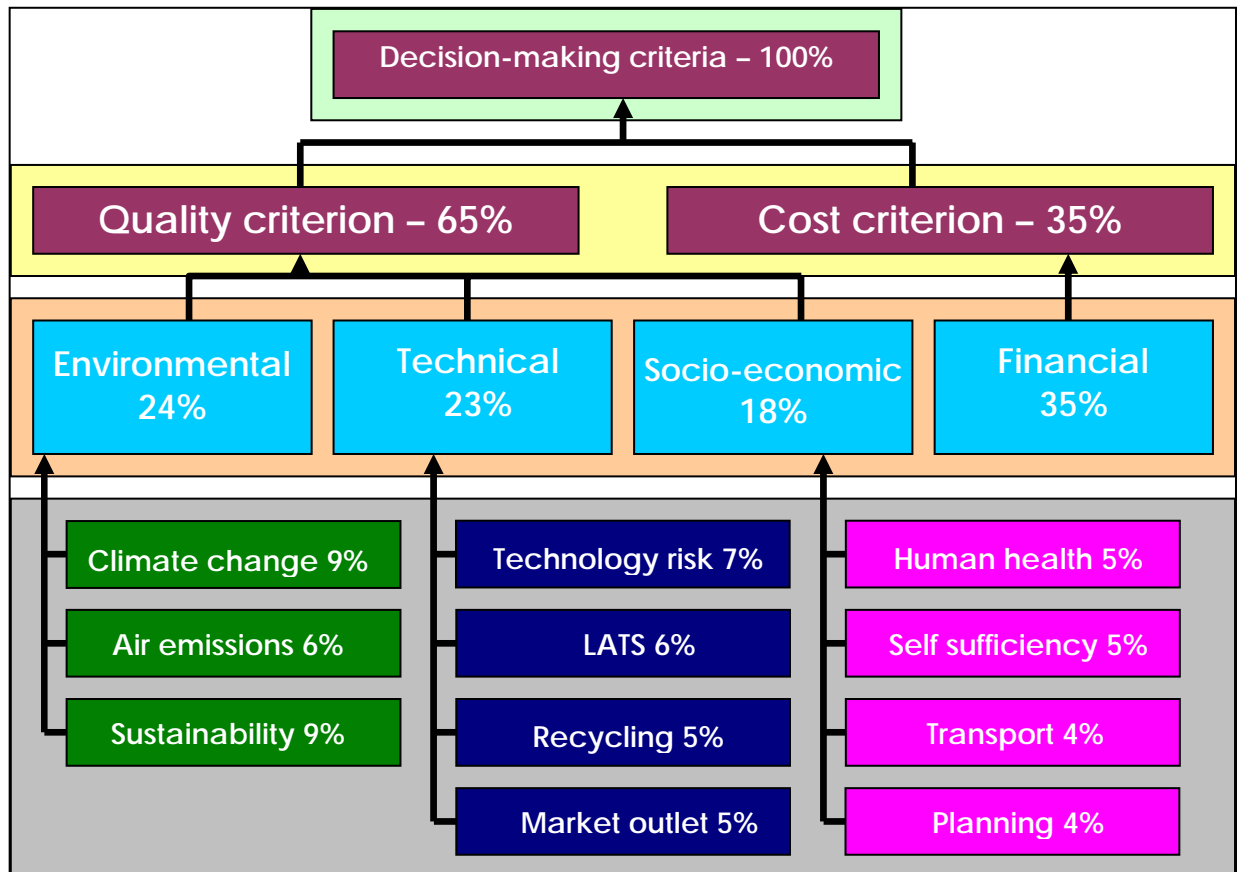 Decision-making criteria – 100%
Quality criterion – 65%
Cost criterion – 35%
Environmental
24%
Technical
23%
Socio-economic
18%
Financial
35%
Climate change 9%
Air emissions 6%
Sustainability 9%
Technology risk 7%
LATS 6%
Recycling 5%
Market outlet 5%
Human health 5%
Self sufficiency 5%
Transport 4%
Planning 4%